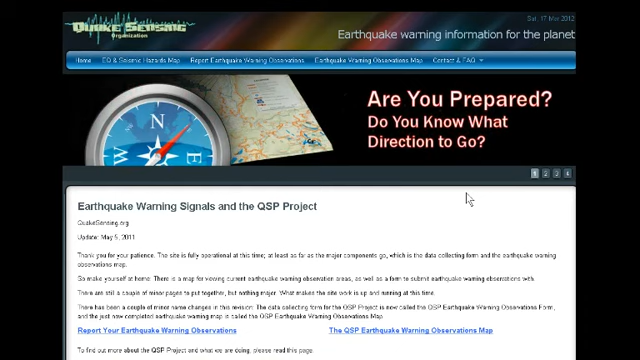 QUAKE SENSING
Organization
Sat, 17 Mar 2012
Earthquake warning information for the planet
Home EQ & Seismic Hazards Map Report Earthquake Warning Observations Earthquake Warning Observations Map Contact & FAQ
Are You Prepared?
Do You Know What
Direction to Go?
N
W E
1 2 3 4
Earthquake Warning Signals and the QSP Project
QuakeSensing.org
Update: May 5, 2011
Thank you for your patience. The site is fully operational at this time; at least as far as the major components go, which is the data collecting form and the earthquake warning
observations map.
So make yourself at home! There is a map for viewing current earthquake warning observation areas, as well as a form to submit earthquake warning observations with.
There are still a couple of minor pages to put together, but nothing major. What makes the site work is up and running at this time.
There has been a couple of minor name changes in this revision: The data collecting form for the QSP Project is now called the QSP Earthquake Warning Observations Form,
and the just now completed earthquake warning map is called the QSP Earthquake Warning Observations Map.
Report Your Earthquake Warning Observations The QSP Earthquake Warning Observations Map
To find out more about the QSP Project and what we are doing, please read this page.